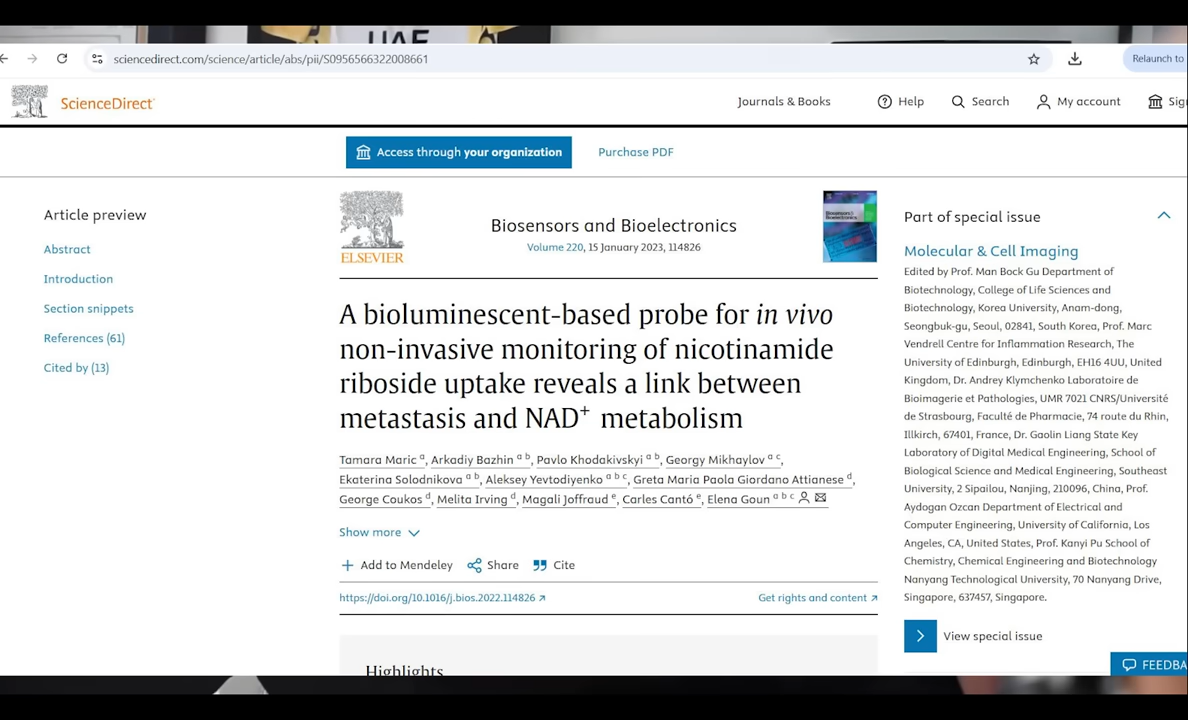 UAE
sciencedirect.com/science/article/abs/pii/S0956566322008661
Relaunch to
ScienceDirect
Journals & Books
Help
Search
My account
Sig
Access through your organization
Purchase PDF
Article preview
Abstract
Introduction
Section snippets
References (61)
Cited by (13)
ELSEVIER
Biosensors and Bioelectronics
Volume 220, 15 January 2023, 114826
A bioluminescent-based probe for in vivo
non-invasive monitoring of nicotinamide
riboside uptake reveals a link between
metastasis and NAD⁺ metabolism
Tamara Maric a, Arkadiy Bazhin a b, Pavlo Khodakivskyi a b, Georgy Mikhaylov a c,
Ekaterina Solodnikova a b, Aleksey Yevtodiyenko a b c, Greta Maria Paola Giordano Attianese d,
George Coukos d, Melita Irving d, Magali Joffraud e, Carles Cantó e, Elena Goun a b c
Show more
Add to Mendeley
Share
Cite
https://doi.org/10.1016/j.bios.2022.114826
Get rights and content
Highlights
Part of special issue
Molecular & Cell Imaging
Edited by Prof. Man Bock Gu Department of
Biotechnology, College of Life Sciences and
Biotechnology, Korea University, Anam-dong,
Seongbuk-gu, Seoul, 02841, South Korea, Prof. Marc
Vendrell Centre for Inflammation Research, The
University of Edinburgh, Edinburgh, EH16 4UU, United
Kingdom, Dr. Andrey Klymchenko Laboratoire de
Bioimagerie et Pathologies, UMR 7021 CNRS/Université
de Strasbourg, Faculté de Pharmacie, 74 route du Rhin,
Illkirch, 67401, France, Dr. Gaolin Liang State Key
Laboratory of Digital Medical Engineering, School of
Biological Science and Medical Engineering, Southeast
University, 2 Sipailou, Nanjing, 210096, China, Prof.
Aydogan Ozcan Department of Electrical and
Computer Engineering, University of California, Los
Angeles, CA, United States, Prof. Kanyi Pu School of
Chemistry, Chemical Engineering and Biotechnology
Nanyang Technological University, 70 Nanyang Drive,
Singapore, 637457, Singapore.
View special issue
FEEDBA